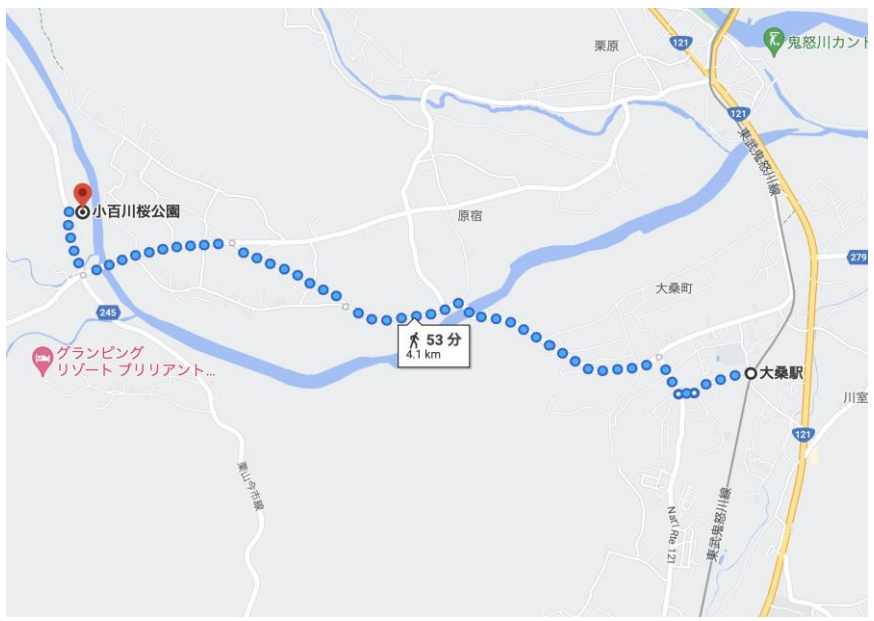 栗原
121
鬼怒川カント
121
東武鬼怒川線
小百川桜公園
原宿
279
大桑町
245
53 分
4.1 km
グランピング
リゾート ブリリアント...
大桑駅
川室
121
栗山今市線
Nat'l Rte 121
東武鬼怒川線